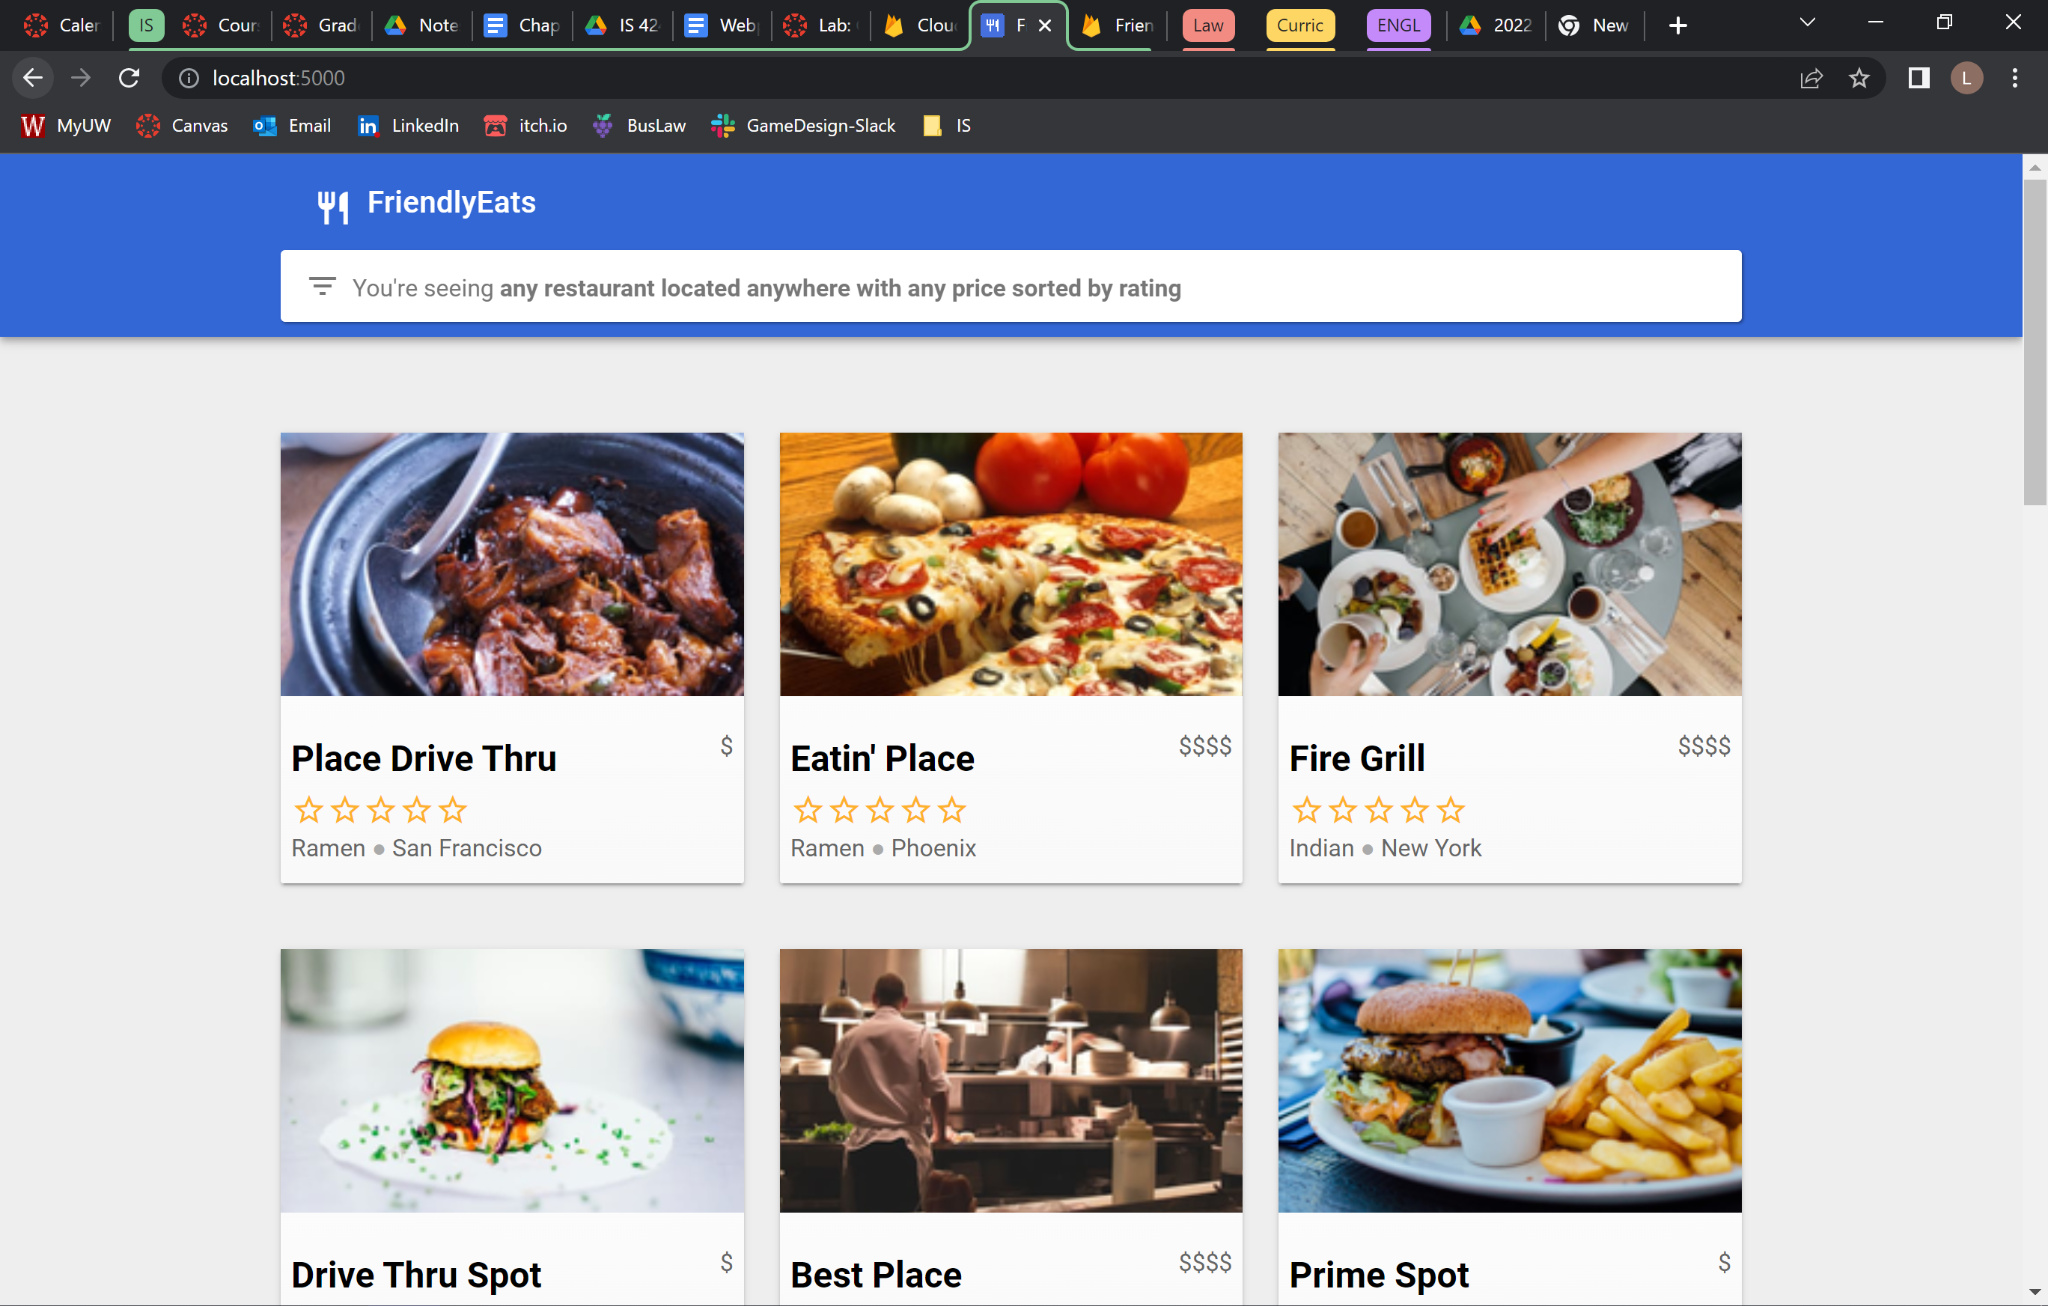 Caler IS Cour Grad Note Chap IS 42 Web Lab: Clou F Frien Law Curric ENGL 2022 New
localhost:5000
L
MyUW Canvas Email LinkedIn itch.io BusLaw GameDesign-Slack IS
FriendlyEats
You're seeing any restaurant located anywhere with any price sorted by rating
Place Drive Thru $
Ramen ● San Francisco
Eatin' Place $$$$
Ramen ● Phoenix
Fire Grill $$$$
Indian ● New York
Drive Thru Spot $
Best Place $$$$
Prime Spot $